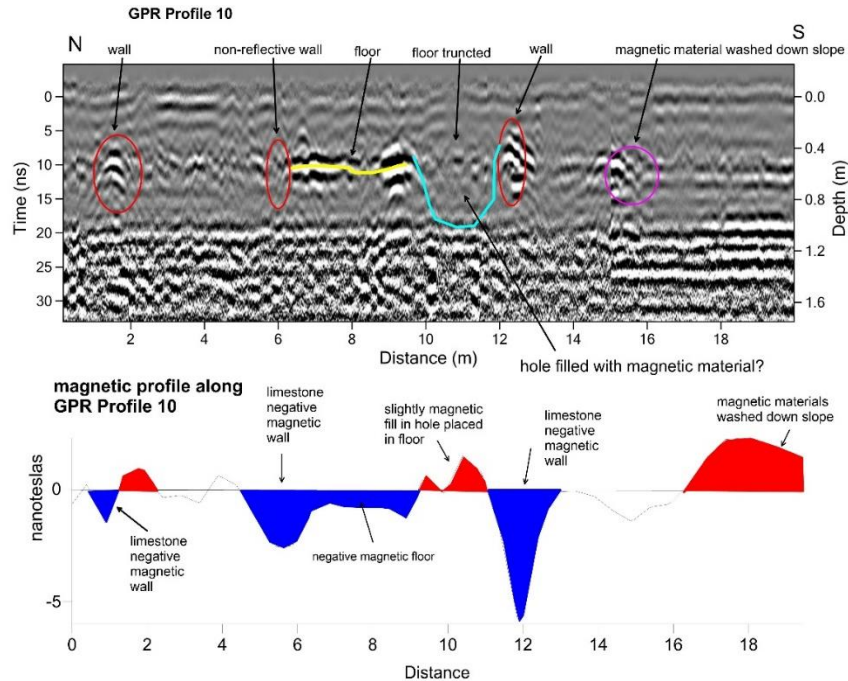 GPR Profile 10
N
S
wall
non-reflective wall
floor
floor truncted
wall
magnetic material washed down slope
0
5
10
15
20
25
30
Time (ns)
0.0
0.4
0.6
0.8
1.2
1.6
Depth (m)
2
4
6
8
10
12
14
16
18
Distance (m)
hole filled with magnetic material?
magnetic profile along
GPR Profile 10
limestone
negative
magnetic
wall
slightly magnetic
fill in hole placed
in floor
limestone
negative
magnetic
wall
magnetic materials
washed down slope
nanoteslas
0
-5
limestone
negative
magnetic
wall
negative magnetic floor
0
2
4
6
8
10
12
14
16
18
Distance